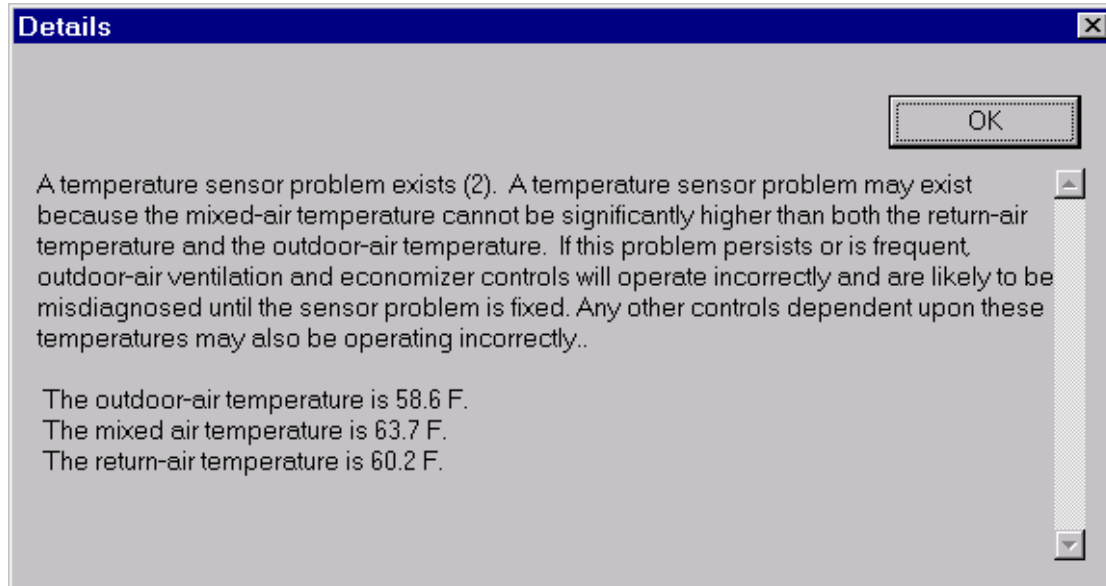 Details
OK
A temperature sensor problem exists (2).  A temperature sensor problem may exist
because the mixed-air temperature cannot be significantly higher than both the return-air
temperature and the outdoor-air temperature.  If this problem persists or is frequent,
outdoor-air ventilation and economizer controls will operate incorrectly and are likely to be
misdiagnosed until the sensor problem is fixed. Any other controls dependent upon these
temperatures may also be operating incorrectly..
The outdoor-air temperature is 58.6 F.
The mixed air temperature is 63.7 F.
The return-air temperature is 60.2 F.